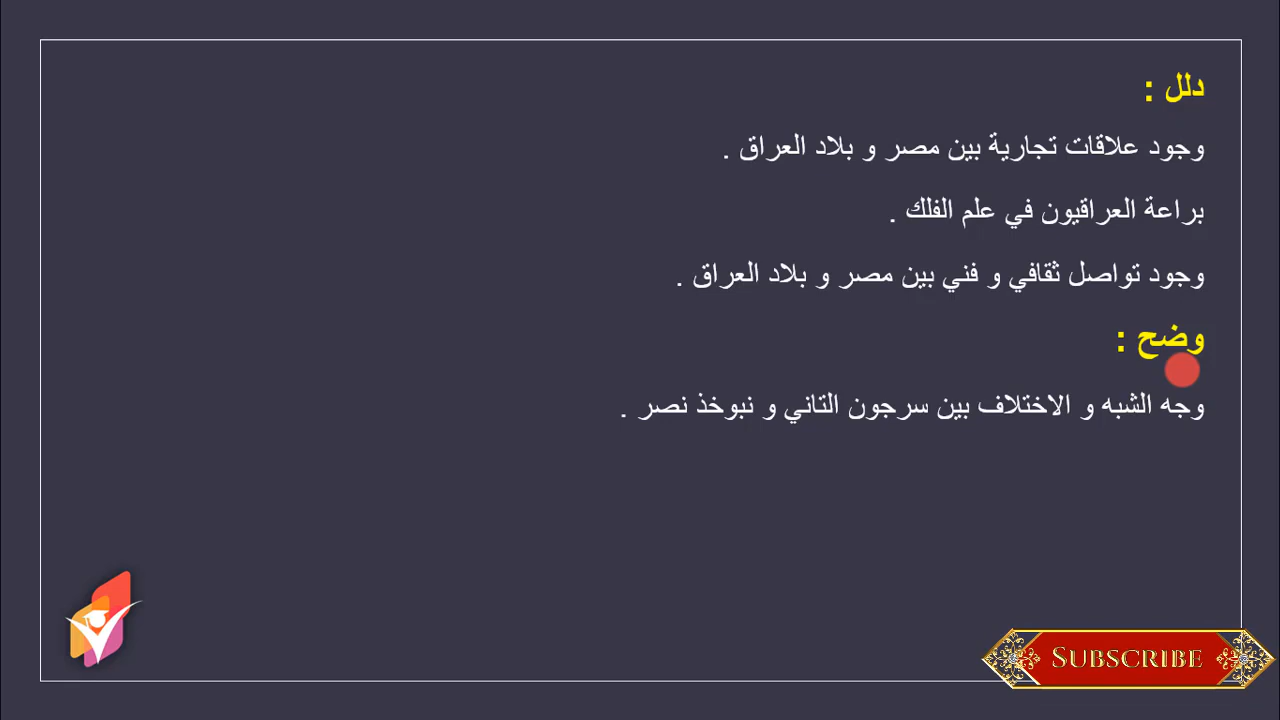 دلل :
وجود علاقات تجارية بين مصر و بلاد العراق .
براعة العراقيون في علم الفلك .
وجود تواصل ثقافي و فني بين مصر و بلاد العراق .
وضح :
وجه الشبه و الاختلاف بين سرجون التاني و نبوخذ نصر .
SUBSCRIBE